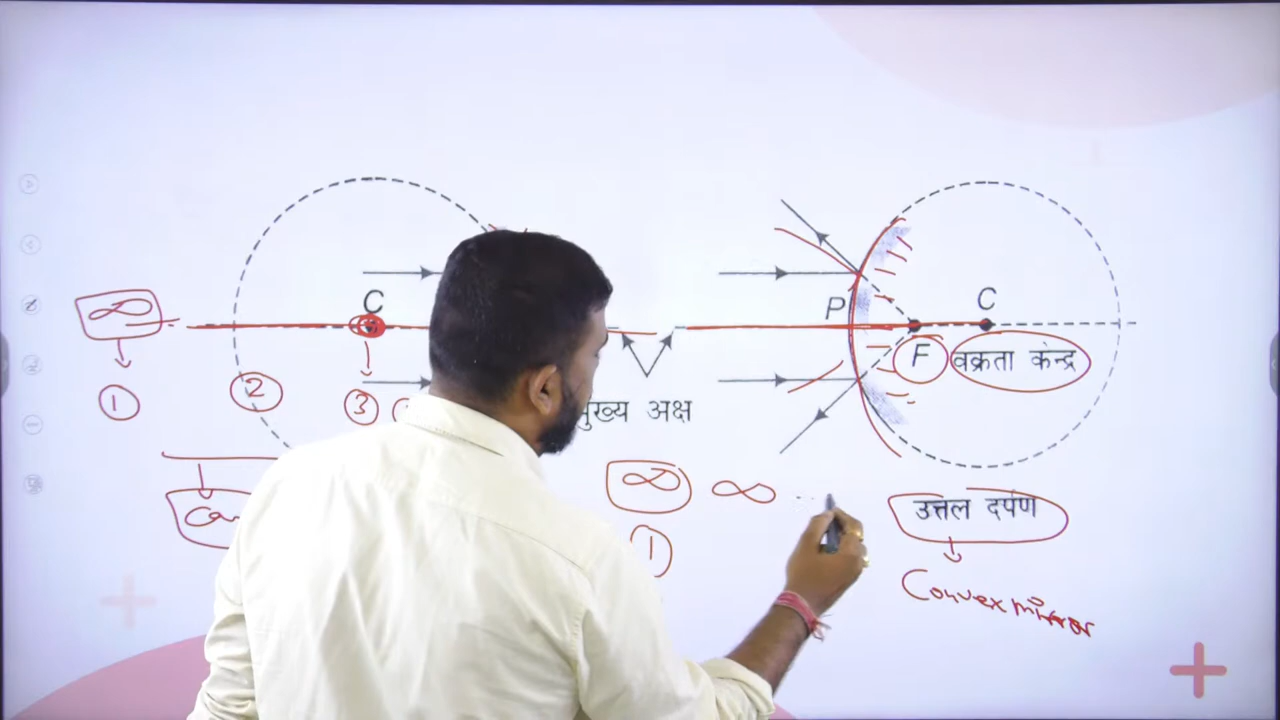 C
P
C
F
वक्रता केन्द्र
∞
1
2
3
मुख्य अक्ष
∞ ∞
1
उत्तल दर्पण
Convex mirror